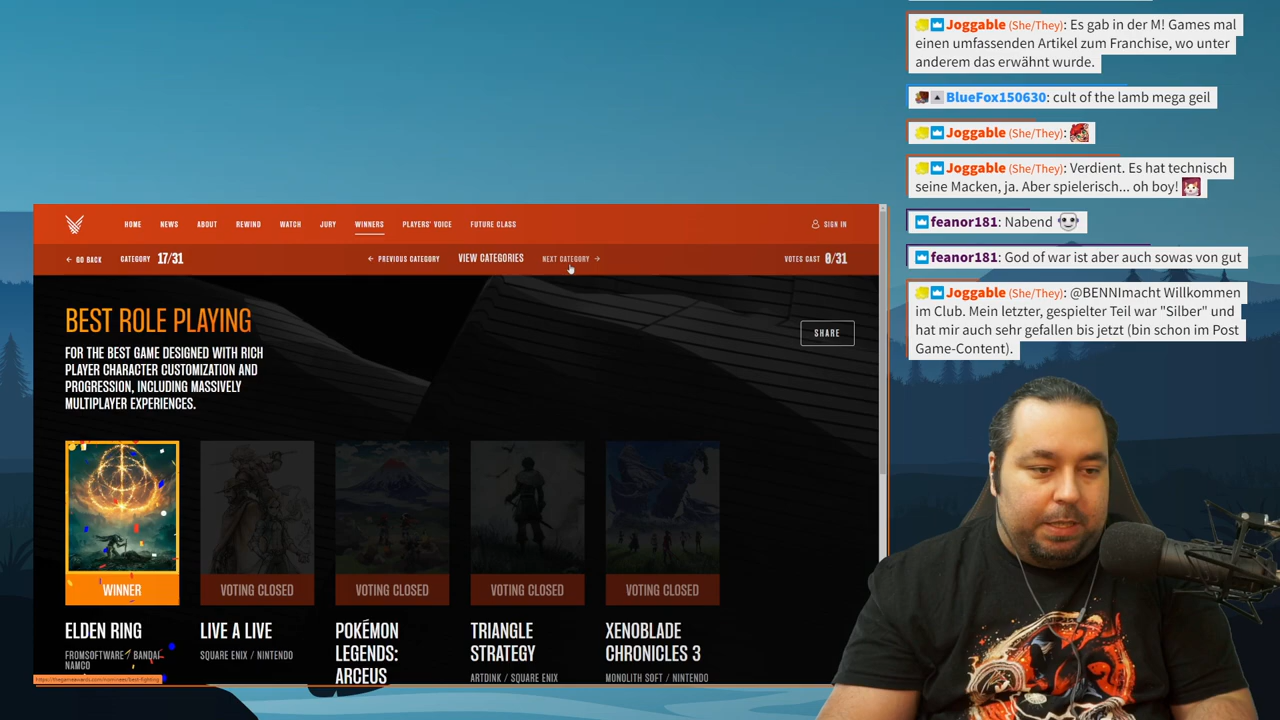 Joggable (She/They): Es gab in der M! Games mal
einen umfassenden Artikel zum Franchise, wo unter
anderem das erwähnt wurde.
BlueFox150630: cult of the lamb mega geil
Joggable (She/They):
Joggable (She/They): Verdient. Es hat technisch
seine Macken, ja. Aber spielerisch... oh boy!
feanor181: Nabend
feanor181: God of war ist aber auch sowas von gut
Joggable (She/They): @BENNImacht Willkommen
im Club. Mein letzter, gespielter Teil war "Silber" und
hat mir auch sehr gefallen bis jetzt (bin schon im Post
Game-Content).
HOME NEWS ABOUT REWIND WATCH JURY WINNERS PLAYERS' VOICE FUTURE CLASS SIGN IN
← GO BACK CATEGORY 17/31 ← PREVIOUS CATEGORY VIEW CATEGORIES NEXT CATEGORY → VOTES CAST 0/31
BEST ROLE PLAYING
SHARE
FOR THE BEST GAME DESIGNED WITH RICH
PLAYER CHARACTER CUSTOMIZATION AND
PROGRESSION, INCLUDING MASSIVELY
MULTIPLAYER EXPERIENCES.
WINNER VOTING CLOSED VOTING CLOSED VOTING CLOSED VOTING CLOSED
ELDEN RING
FROMSOFTWARE / BANDAI
NAMCO
LIVE A LIVE
SQUARE ENIX / NINTENDO
POKÉMON
LEGENDS:
ARCEUS
TRIANGLE
STRATEGY
ARTDINK / SQUARE ENIX
XENOBLADE
CHRONICLES 3
MONOLITH SOFT / NINTENDO
https://thegameawards.com/nominees/best-fighting